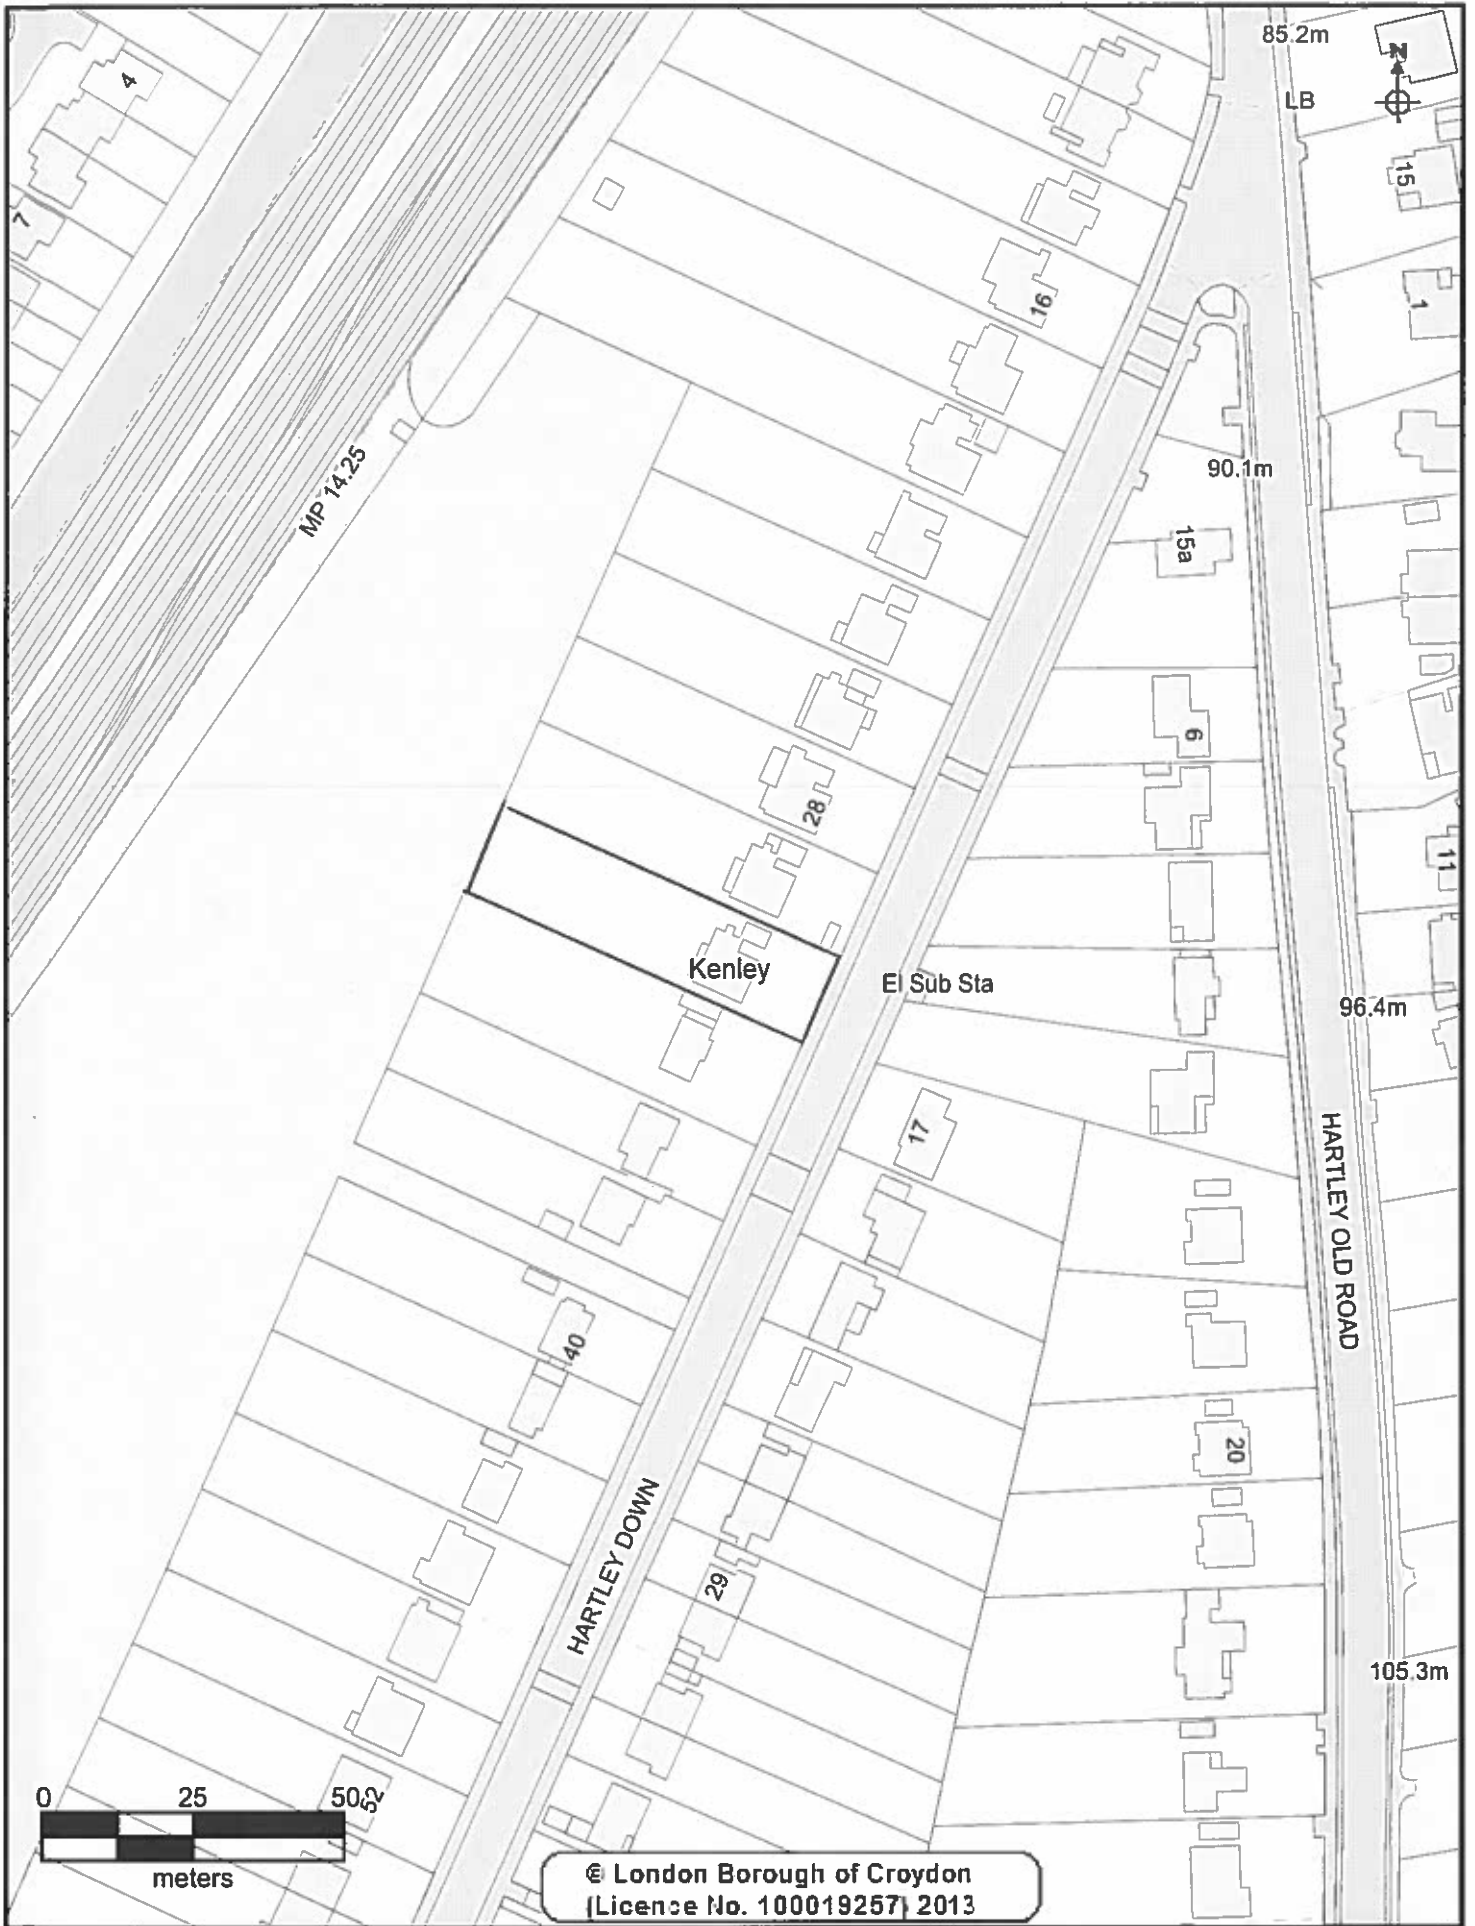 85.2m
4
N
LB
15
7
16
1
MP 14.25
90.1m
15a
6
28
11
Kenley
El Sub Sta
96.4m
17
HARTLEY OLD ROAD
40
20
HARTLEY DOWN
29
105.3m
0 25 50
52
meters
© London Borough of Croydon
(Licence No. 100019257) 2013